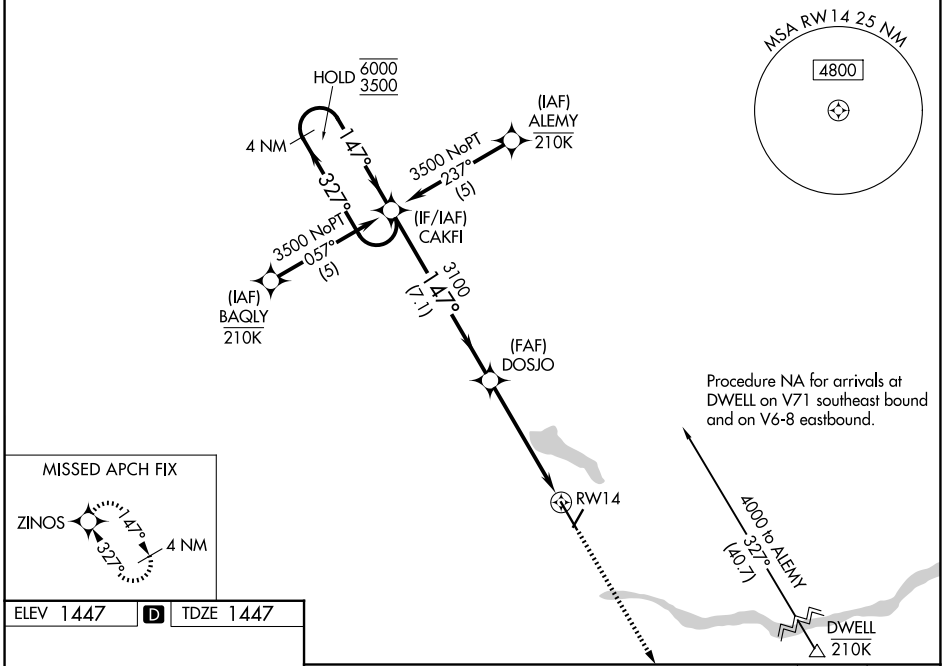 MSA RW14 25 NM
4800
HOLD 6000
3500
4 NM
147°
327°
(IAF)
ALEMY
210K
3500 NoPT
237°
(5)
(IF/IAF)
CAKFI
3500 NoPT
057°
(5)
(IAF)
BAQLY
210K
3100
147°
(7.1)
(FAF)
DOSJO
Procedure NA for arrivals at
DWELL on V71 southeast bound
and on V6-8 eastbound.
RW14
4000 to ALEMY
327°
(40.7)
DWELL
210K
MISSED APCH FIX
ZINOS
147°
327°
4 NM
ELEV 1447 D TDZE 1447